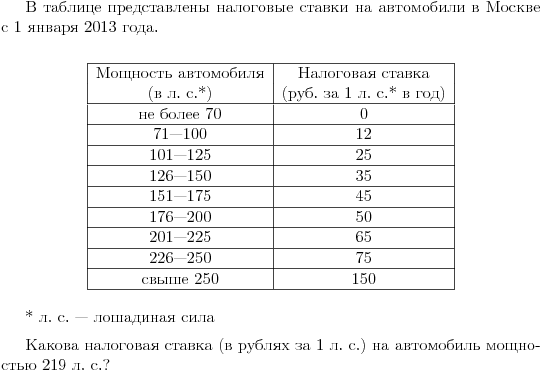 В таблице представлены налоговые ставки на автомобили в Москве
с 1 января 2013 года.
Мощность автомобиля Налоговая ставка
(в л. с.*) (руб. за 1 л. с.* в год)
не более 70 0
71—100 12
101—125 25
126—150 35
151—175 45
176—200 50
201—225 65
226—250 75
свыше 250 150
* л. с. — лошадиная сила
Какова налоговая ставка (в рублях за 1 л. с.) на автомобиль мощно-
стью 219 л. с.?